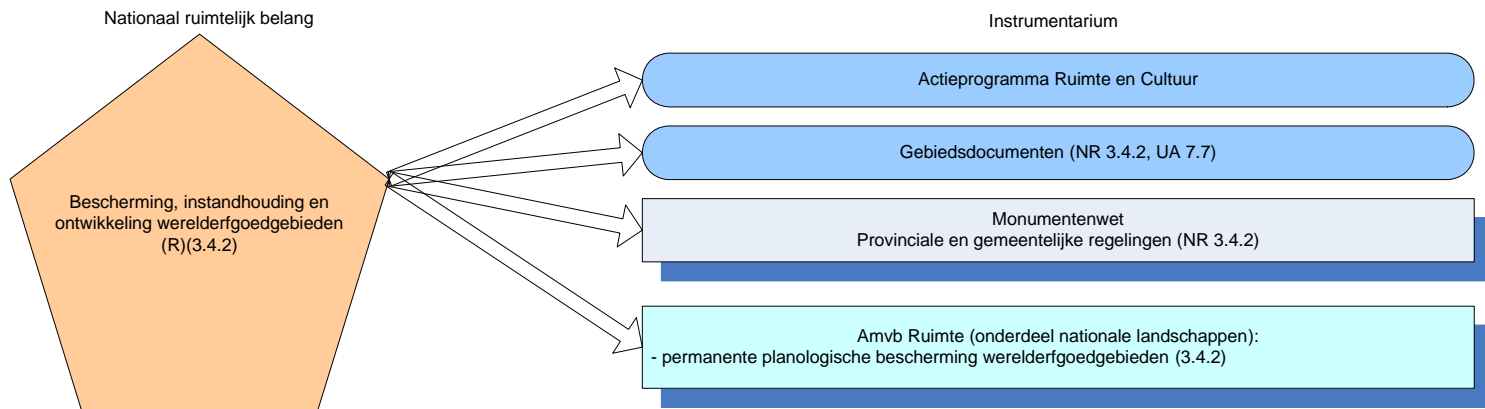 Nationaal ruimtelijk belang
Instrumentarium
Bescherming, instandhouding en
ontwikkeling werelderfgoedgebieden
(R)(3.4.2)
Actieprogramma Ruimte en Cultuur
Gebiedsdocumenten (NR 3.4.2, UA 7.7)
Monumentenwet
Provinciale en gemeentelijke regelingen (NR 3.4.2)
Amvb Ruimte (onderdeel nationale landschappen):
- permanente planologische bescherming werelderfgoedgebieden (3.4.2)